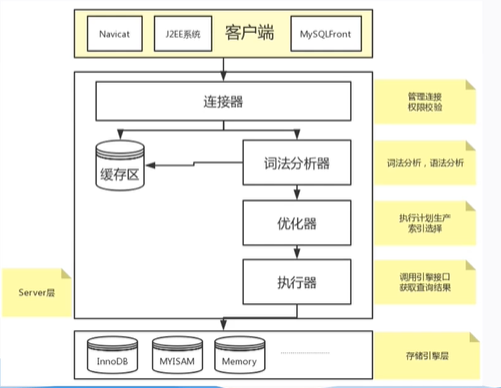 Navicat
J2EE系统
客户端
MySQLFront
连接器
管理连接
权限校验
缓存区
词法分析器
词法分析，语法分析
优化器
执行计划生产
索引选择
执行器
调用引擎接口
获取查询结果
Server层
InnoDB
MYISAM
Memory
存储引擎层